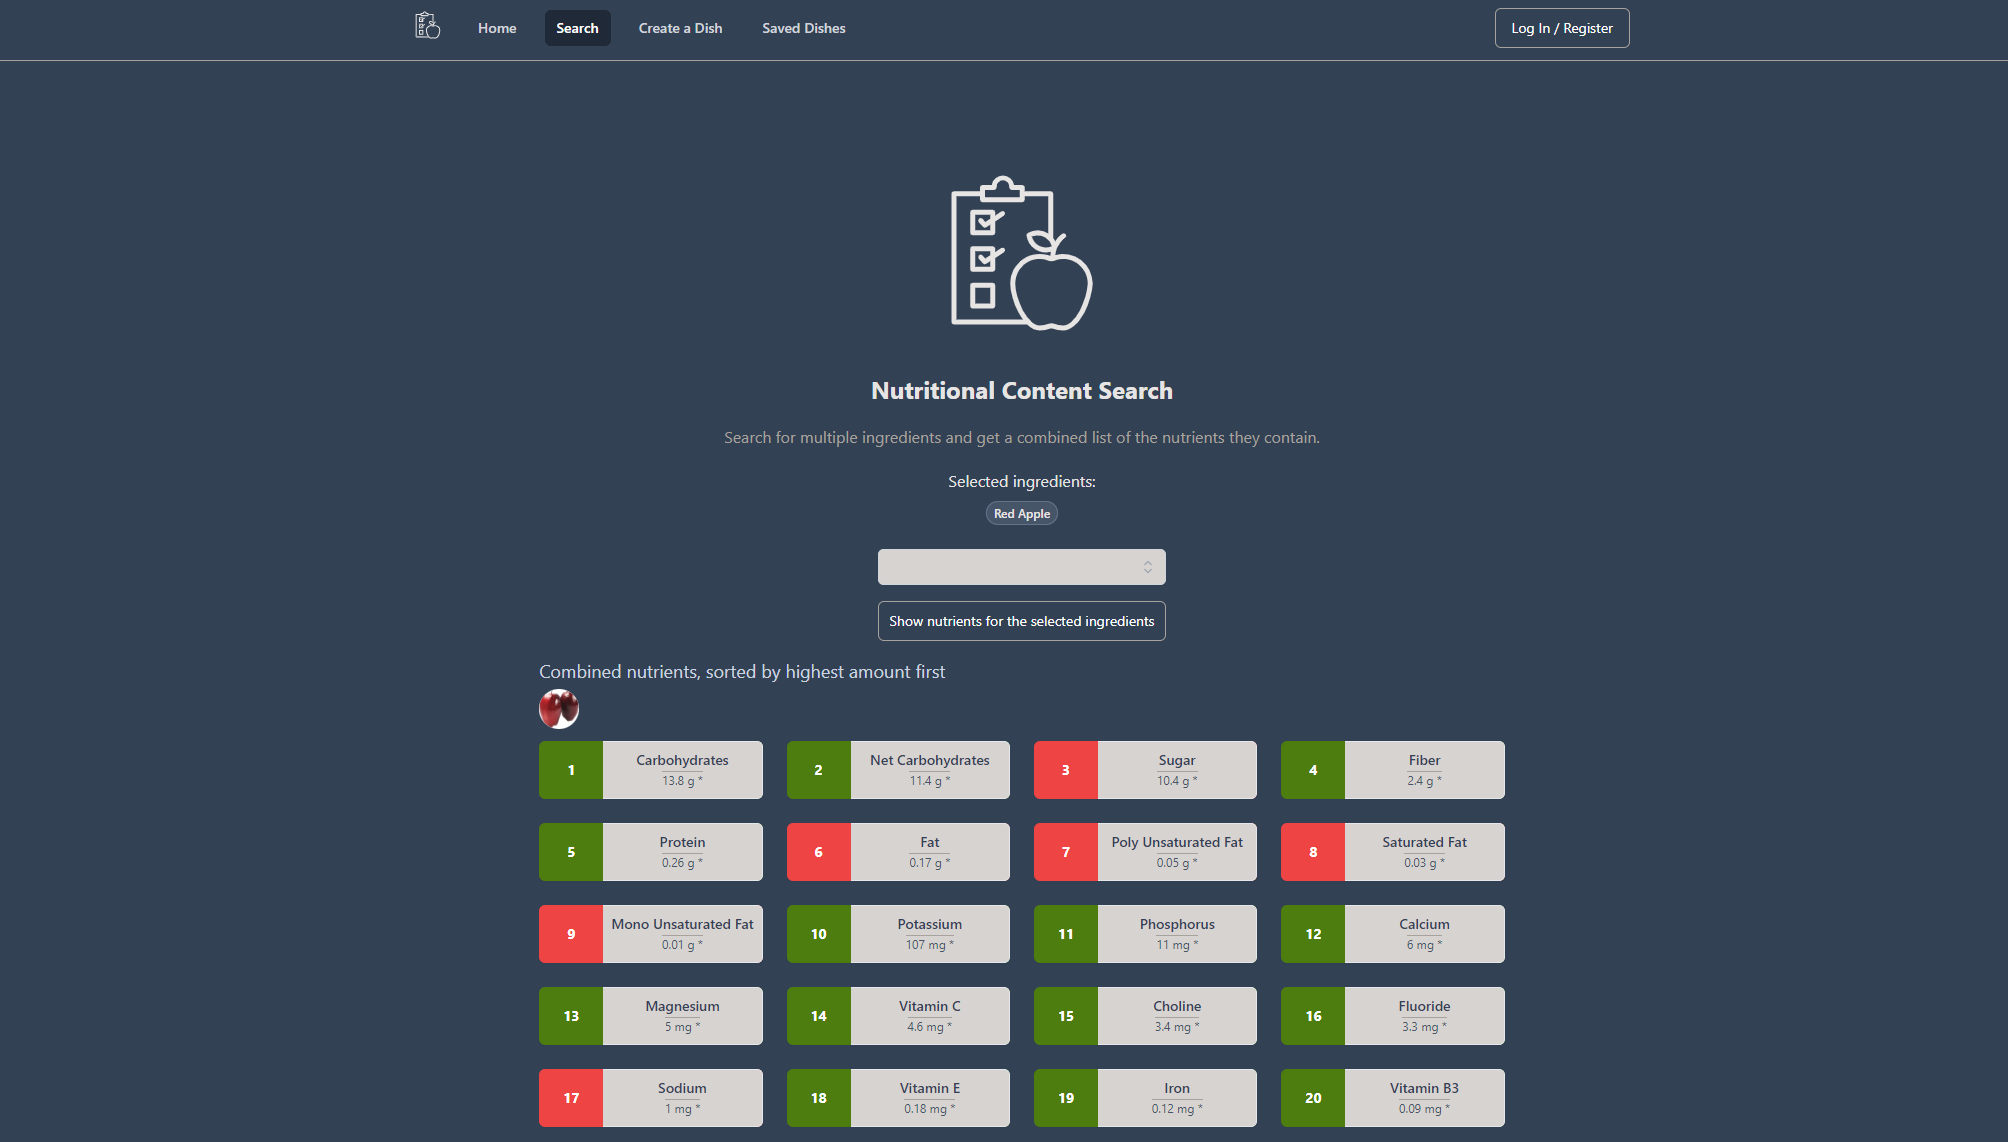 Home
Search
Create a Dish
Saved Dishes
Log In / Register
Nutritional Content Search
Search for multiple ingredients and get a combined list of the nutrients they contain.
Selected ingredients:
Red Apple
Show nutrients for the selected ingredients
Combined nutrients, sorted by highest amount first
1
Carbohydrates
13.8 g *
2
Net Carbohydrates
11.4 g *
3
Sugar
10.4 g *
4
Fiber
2.4 g *
5
Protein
0.26 g *
6
Fat
0.17 g *
7
Poly Unsaturated Fat
0.05 g *
8
Saturated Fat
0.03 g *
9
Mono Unsaturated Fat
0.01 g *
10
Potassium
107 mg *
11
Phosphorus
11 mg *
12
Calcium
6 mg *
13
Magnesium
5 mg *
14
Vitamin C
4.6 mg *
15
Choline
3.4 mg *
16
Fluoride
3.3 mg *
17
Sodium
1 mg *
18
Vitamin E
0.18 mg *
19
Iron
0.12 mg *
20
Vitamin B3
0.09 mg *